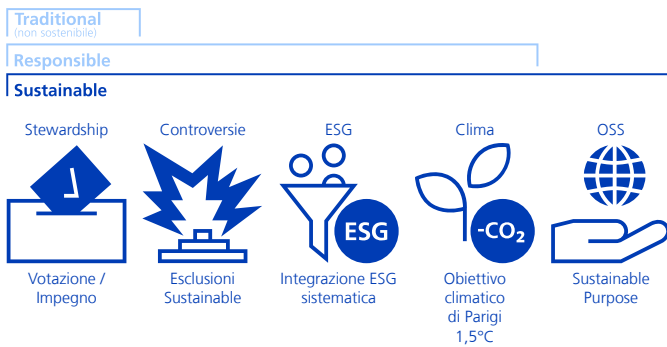 Traditional
(non sostenibile)
Responsible
Sustainable
Stewardship
Controversie
ESG
Clima
OSS
ESG
-CO₂
Votazione /
Impegno
Esclusioni
Sustainable
Integrazione ESG
sistematica
Obiettivo
climatico
di Parigi
1,5°C
Sustainable
Purpose